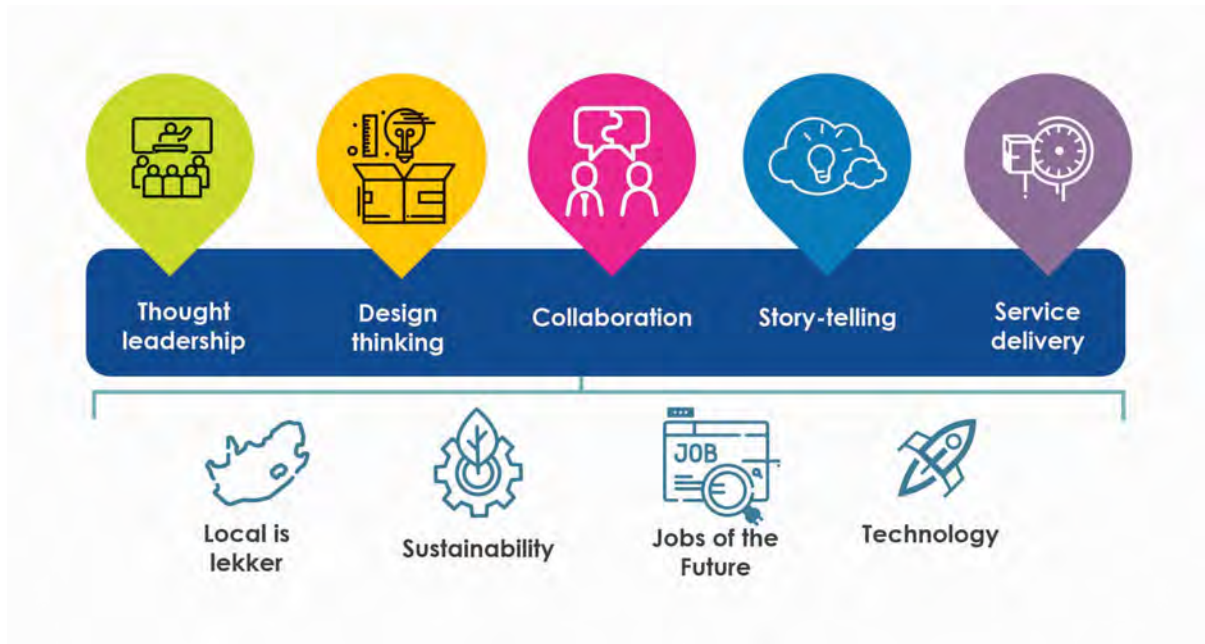 Thought
leadership
Design
thinking
Collaboration
Story-telling
Service
delivery
Local is
lekker
Sustainability
JOB
Jobs of the
Future
Technology